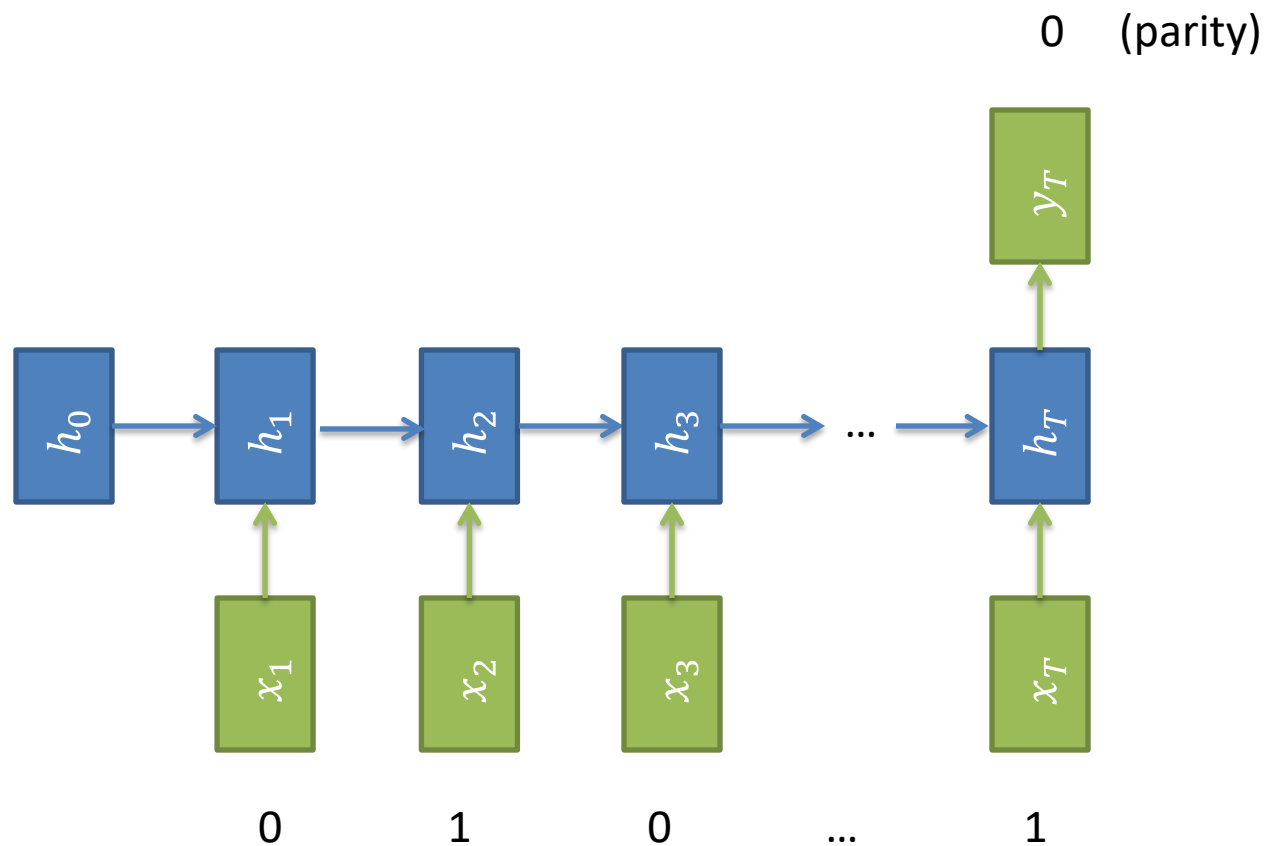 0 (parity)
y_T
h_0 h_1 h_2 h_3 ... h_T
x_1 x_2 x_3 x_T
0 1 0 ... 1